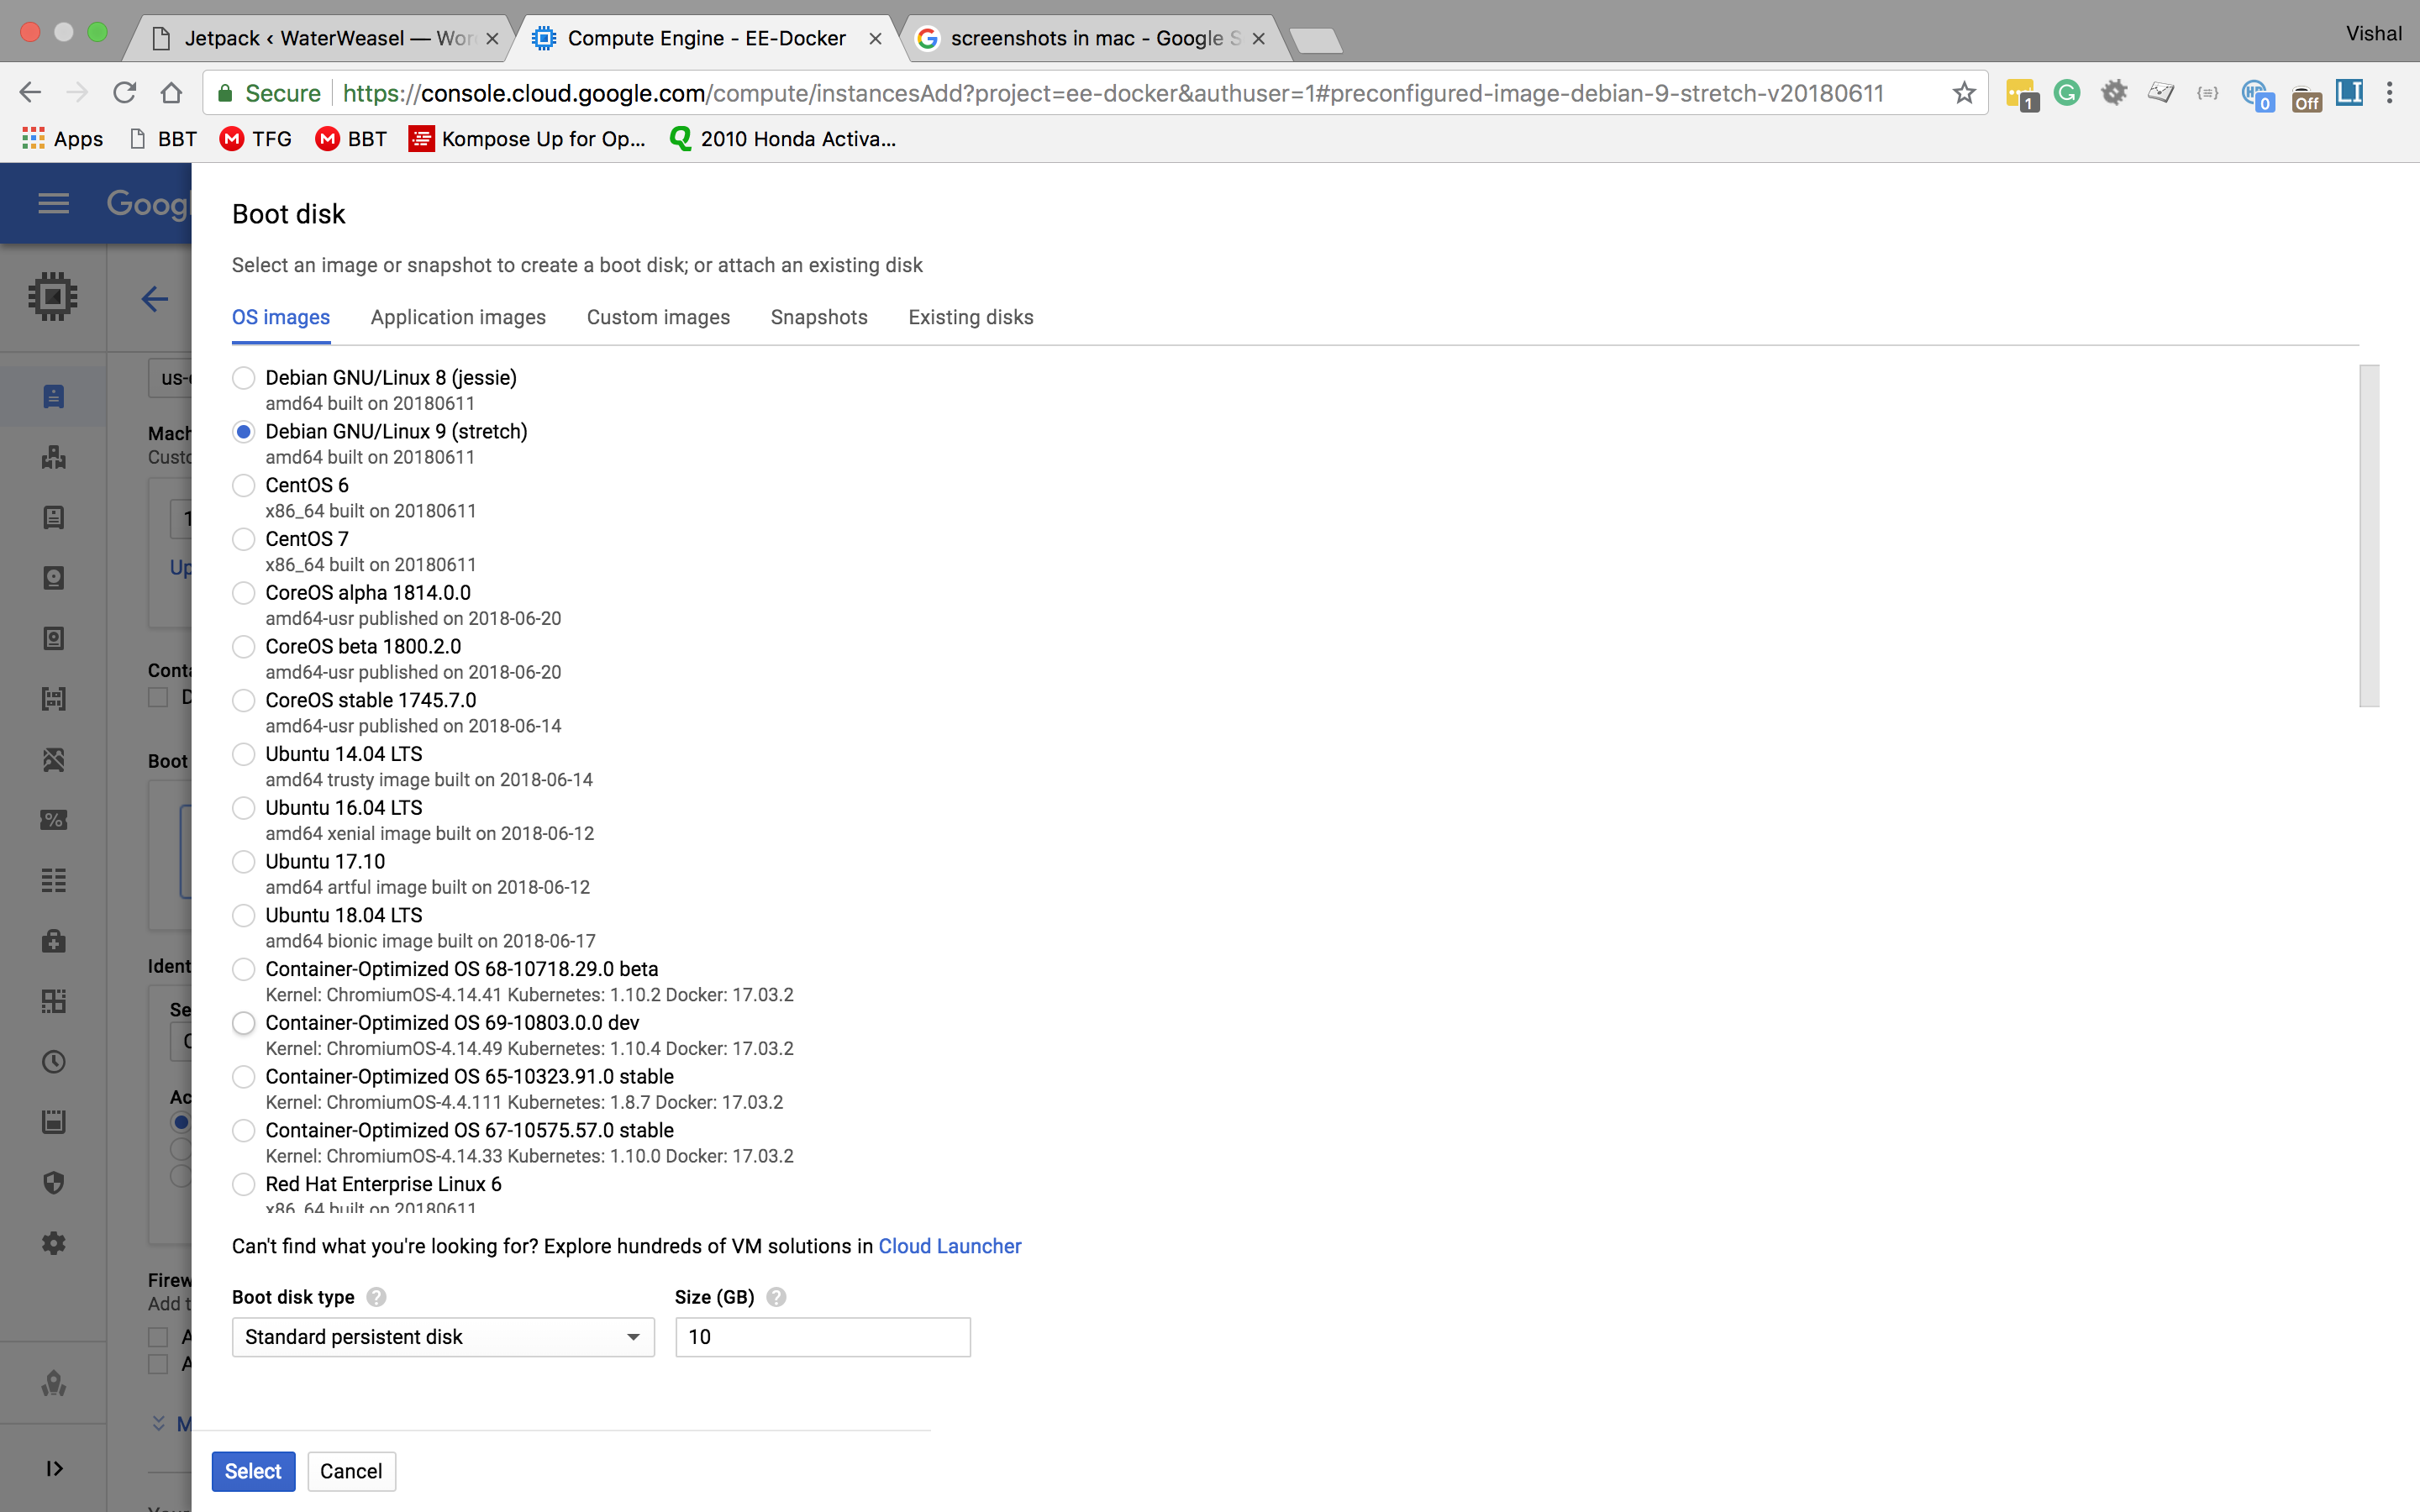 Jetpack ‹ WaterWeasel — Wor
Compute Engine - EE-Docker
screenshots in mac - Google S
Vishal
Secure
https://console.cloud.google.com/compute/instancesAdd?project=ee-docker&authuser=1#preconfigured-image-debian-9-stretch-v20180611
1
0
Off
LI
Apps
BBT
TFG
BBT
Kompose Up for Op...
2010 Honda Activa...
Googl
Boot disk
Select an image or snapshot to create a boot disk; or attach an existing disk
OS images
Application images
Custom images
Snapshots
Existing disks
us-e
Mach
Custo
1
Up
Conta
D
Boot
Ident
Se
C
Ac
Firew
Add t
A
A
M
Debian GNU/Linux 8 (jessie)
amd64 built on 20180611
Debian GNU/Linux 9 (stretch)
amd64 built on 20180611
CentOS 6
x86_64 built on 20180611
CentOS 7
x86_64 built on 20180611
CoreOS alpha 1814.0.0
amd64-usr published on 2018-06-20
CoreOS beta 1800.2.0
amd64-usr published on 2018-06-20
CoreOS stable 1745.7.0
amd64-usr published on 2018-06-14
Ubuntu 14.04 LTS
amd64 trusty image built on 2018-06-14
Ubuntu 16.04 LTS
amd64 xenial image built on 2018-06-12
Ubuntu 17.10
amd64 artful image built on 2018-06-12
Ubuntu 18.04 LTS
amd64 bionic image built on 2018-06-17
Container-Optimized OS 68-10718.29.0 beta
Kernel: ChromiumOS-4.14.41 Kubernetes: 1.10.2 Docker: 17.03.2
Container-Optimized OS 69-10803.0.0 dev
Kernel: ChromiumOS-4.14.49 Kubernetes: 1.10.4 Docker: 17.03.2
Container-Optimized OS 65-10323.91.0 stable
Kernel: ChromiumOS-4.4.111 Kubernetes: 1.8.7 Docker: 17.03.2
Container-Optimized OS 67-10575.57.0 stable
Kernel: ChromiumOS-4.14.33 Kubernetes: 1.10.0 Docker: 17.03.2
Red Hat Enterprise Linux 6
x86_64 built on 20180611
Can't find what you're looking for? Explore hundreds of VM solutions in Cloud Launcher
Boot disk type
Size (GB)
Standard persistent disk
10
Select
Cancel